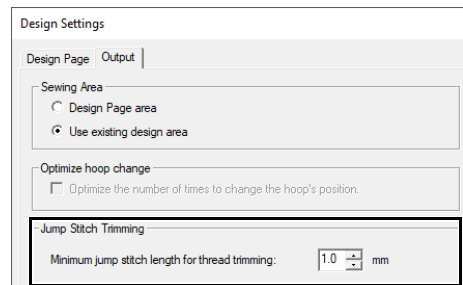 Design Settings
Design Page Output
Sewing Area
Design Page area
Use existing design area
Optimize hoop change
Optimize the number of times to change the hoop's position.
Jump Stitch Trimming
Minimum jump stitch length for thread trimming: 1.0 mm